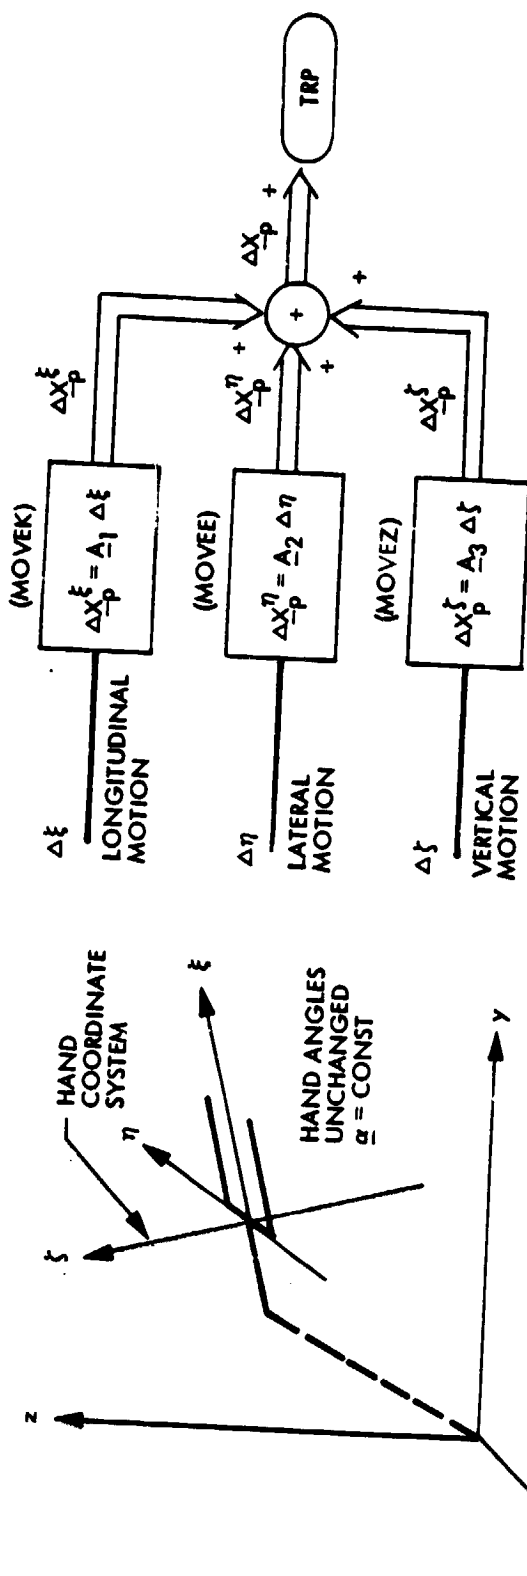 z
ζ
HAND
COORDINATE
SYSTEM
η
ξ
HAND ANGLES
UNCHANGED
α = CONST
y
Δξ
LONGITUDINAL
MOTION
(MOVEK)
ΔX_p^ξ = A_1 Δξ
ΔX_p^ξ
Δη
LATERAL
MOTION
(MOVEE)
ΔX_p^η = A_2 Δη
ΔX_p^η
Δζ
VERTICAL
MOTION
(MOVEZ)
ΔX_p^ζ = A_3 Δζ
ΔX_p^ζ
+
+
+
+
ΔX_p
+
TRP